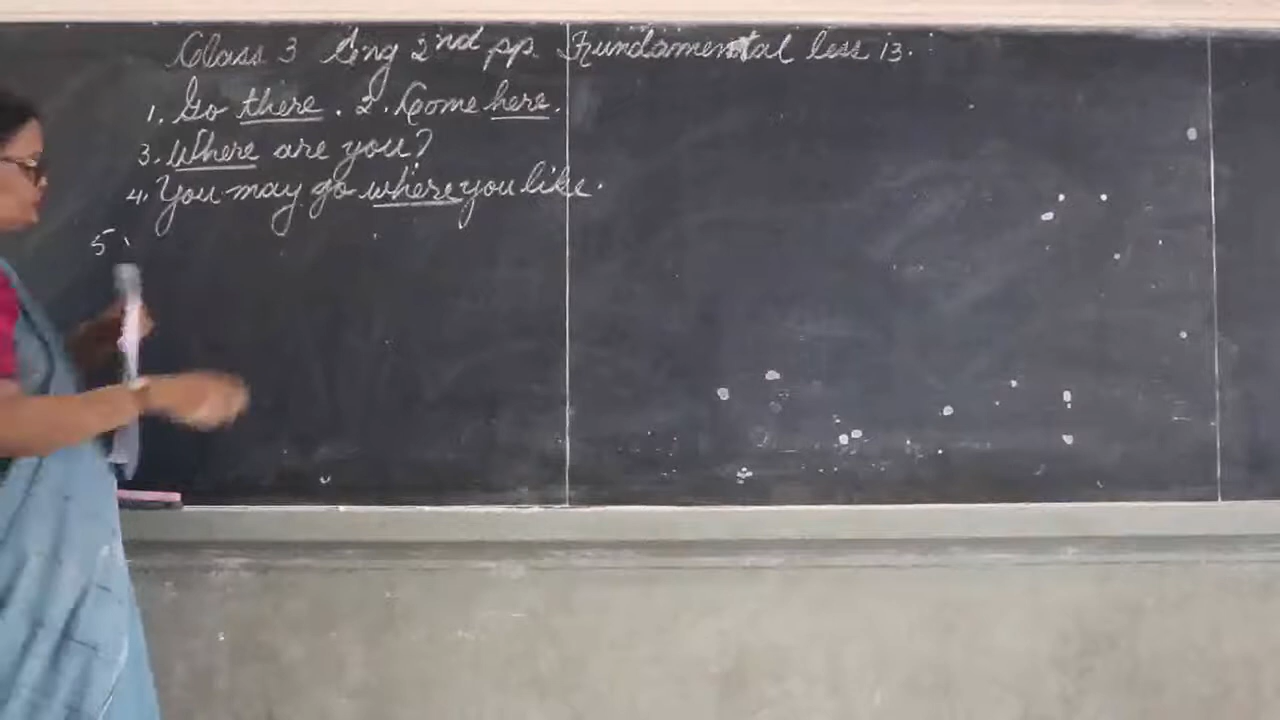 Class 3 Eng 2nd pp. Fundamental less 13.
1. Go there. 2. Come here.
3. Where are you?
4. You may go where you like.
5.